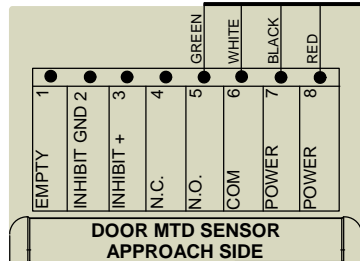 GREEN
WHITE
BLACK
RED
EMPTY 1
INHIBIT GND 2
INHIBIT + 3
N.C. 4
N.O. 5
COM 6
POWER 7
POWER 8
DOOR MTD SENSOR
APPROACH SIDE